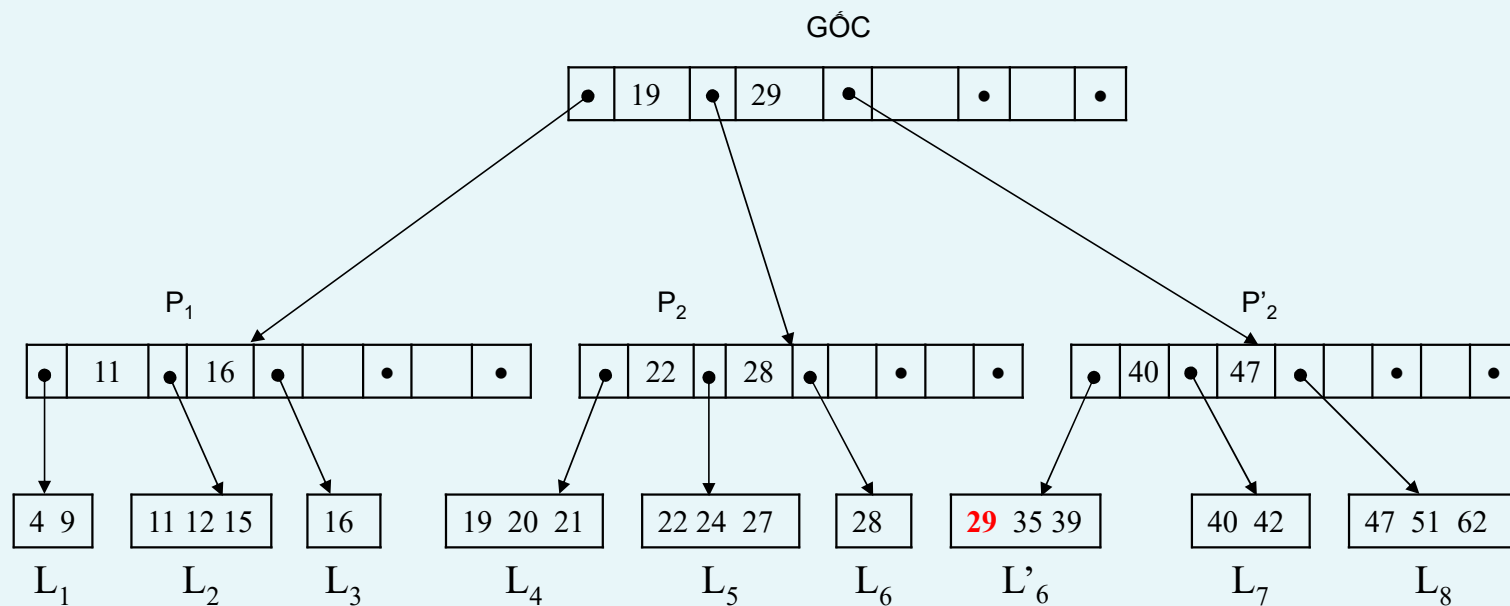 GỐC
19 29
P₁ P₂ P’₂
11 16 22 28 40 47
4 9 11 12 15 16 19 20 21 22 24 27 28 29 35 39 40 42 47 51 62
L₁ L₂ L₃ L₄ L₅ L₆ L’₆ L₇ L₈